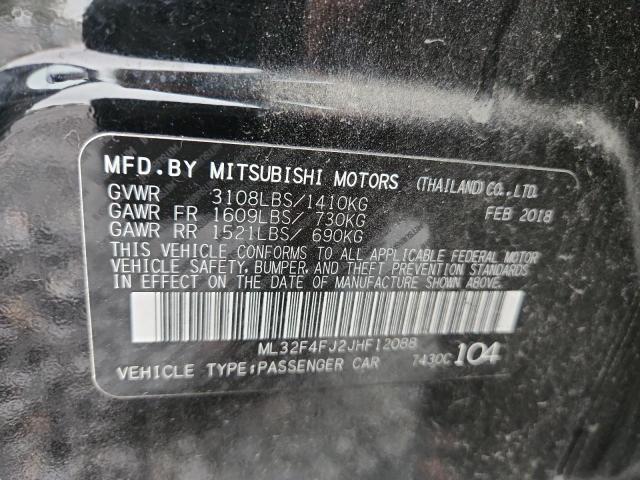 MFD.BY MITSUBISHI MOTORS (THAILAND) CO., LTD.
GVWR 3108LBS/1410KG FEB 2018
GAWR FR 1609LBS/ 730KG
GAWR RR 1521LBS/ 690KG
THIS VEHICLE CONFORMS TO ALL APPLICABLE FEDERAL MOTOR
VEHICLE SAFETY, BUMPER, AND THEFT PREVENTION STANDARDS
IN EFFECT ON THE DATE OF MANUFACTURE SHOWN ABOVE.
ML32F4FJ2JHF12088
VEHICLE TYPE:PASSENGER CAR 7430C 104